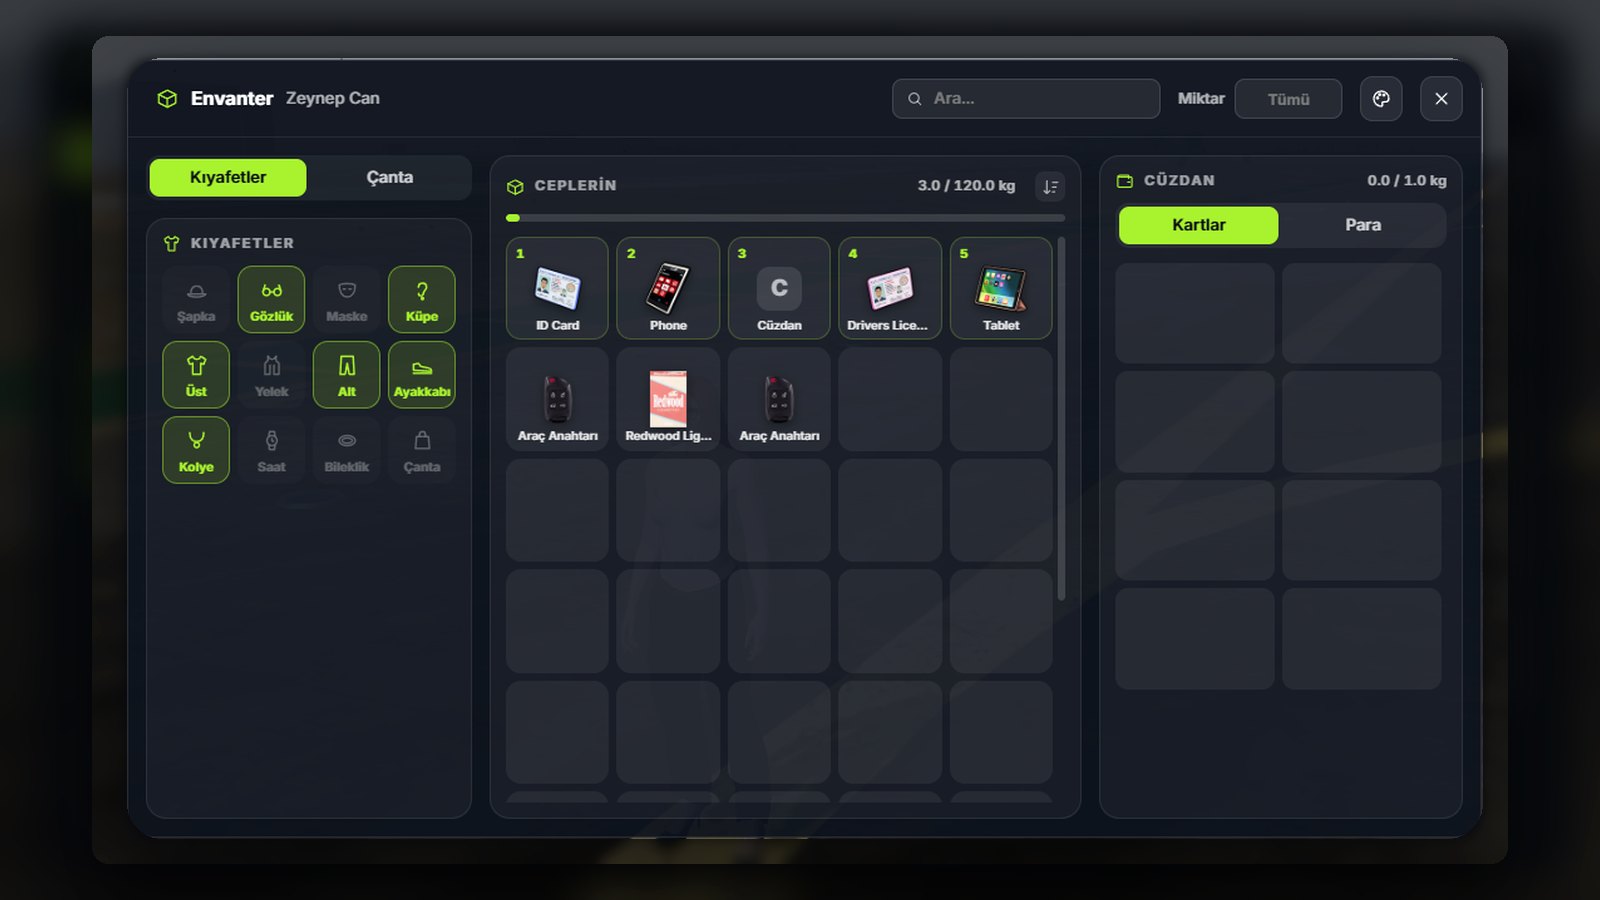 Envanter Zeynep Can
Ara...
Miktar
Tümü
Kıyafetler
Çanta
KIYAFETLER
Şapka
Gözlük
Maske
Küpe
Üst
Yelek
Alt
Ayakkabı
Kolye
Saat
Bileklik
Çanta
CEPLERİN
3.0 / 120.0 kg
1
ID Card
2
Phone
3
C
Cüzdan
4
Drivers Lice...
5
Tablet
Araç Anahtarı
Redwood
Redwood Lig...
Araç Anahtarı
CÜZDAN
0.0 / 1.0 kg
Kartlar
Para